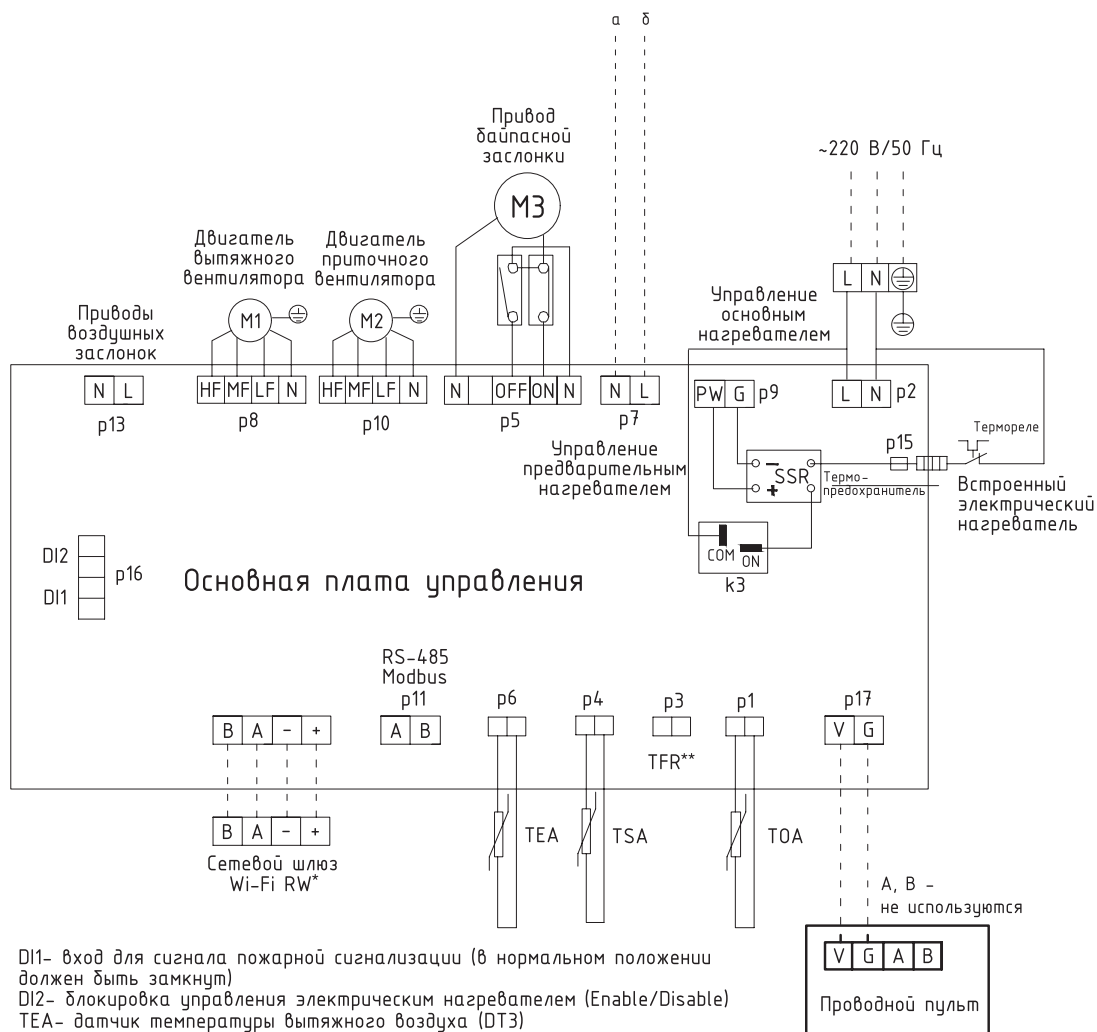 а б
Привод
байпасной
заслонки
М3
~220 В/50 Гц
Двигатель
вытяжного
вентилятора
Двигатель
приточного
вентилятора
L N
Управление
основным
нагревателем
Приводы
воздушных
заслонок
М1
М2
N L
p13
HF MF LF N
p8
HF MF LF N
p10
N OFF ON N
p5
N L
p7
PW G p9
L N p2
Управление
предварительным
нагревателем
p15
Термореле
− SSR
+
Термо-
предохранитель
Встроенный
электрический
нагреватель
COM ON
k3
DI2
DI1
p16
Основная плата управления
RS-485
Modbus
p11
A B
p6
p4
p3
TFR**
p1
p17
V G
B A − +
B A − +
Сетевой шлюз
Wi-Fi RW*
TEA
TSA
TOA
А, В –
не используются
V G A B
Проводной пульт
DI1– вход для сигнала пожарной сигнализации (в нормальном положении
должен быть замкнут)
DI2– блокировка управления электрическим нагревателем (Enable/Disable)
TEA– датчик температуры вытяжного воздуха (DT3)